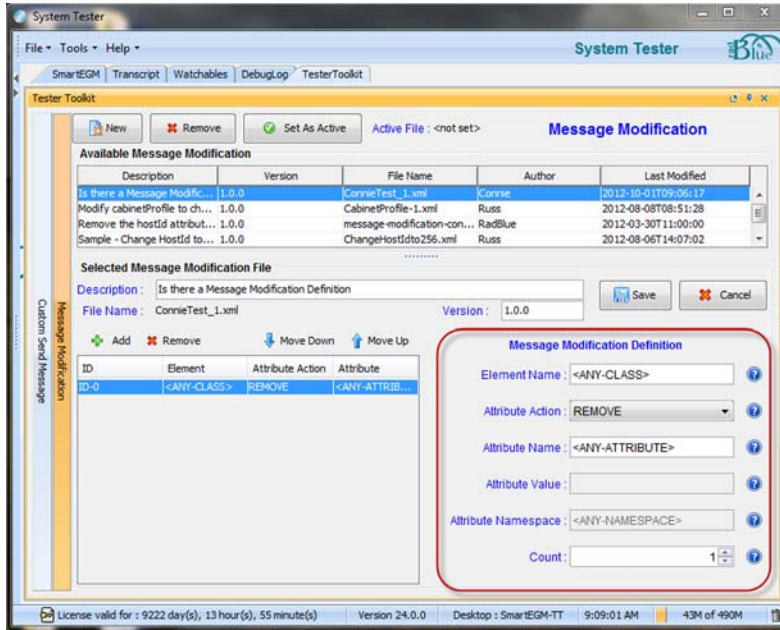 System Tester
File Tools Help
System Tester
Blue
SmartEGM Transcript Watchables DebugLog TesterToolkit
Tester Toolkit
New Remove Set As Active Active File : <not set> Message Modification
Available Message Modification
Description Version File Name Author Last Modified
Is there a Message Modific... 1.0.0 ConnieTest_1.xml Connie 2012-10-01T09:06:17
Modify cabinetProfile to ch... 1.0.0 CabinetProfile-1.xml Russ 2012-08-08T08:51:28
Remove the hostId attribut... 1.0.0 message-modification-con... RadBlue 2012-03-30T11:00:00
Sample - Change HostId to... 1.0.0 ChangeHostIdto256.xml Russ 2012-08-06T14:07:02
Selected Message Modification File
Description : Is there a Message Modification Definition
Save Cancel
File Name : ConnieTest_1.xml Version : 1.0.0
Custom Send Message
Message Modification
Add Remove Move Down Move Up
ID Element Attribute Action Attribute
ID-0 <ANY-CLASS> REMOVE <ANY-ATTRIB...
Message Modification Definition
Element Name : <ANY-CLASS>
Attribute Action : REMOVE
Attribute Name : <ANY-ATTRIBUTE>
Attribute Value :
Attribute Namespace : <ANY-NAMESPACE>
Count : 1
License valid for : 9222 day(s), 13 hour(s), 55 minute(s) Version 24.0.0 Desktop : SmartEGM-TT 9:09:01 AM 43M of 490M